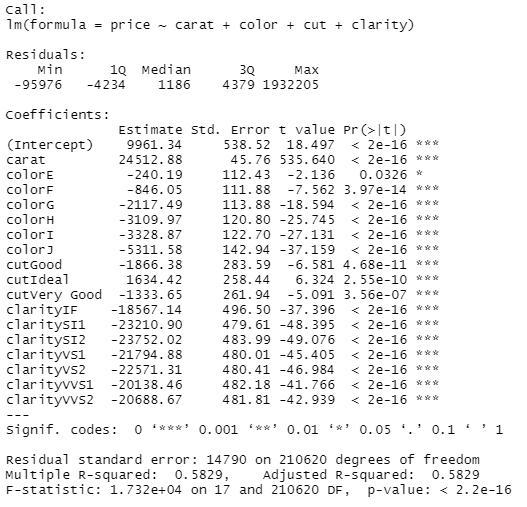 Call:
lm(formula = price ~ carat + color + cut + clarity)
Residuals:
Min 1Q Median 3Q Max
-95976 -4234 1186 4379 1932205
Coefficients:
Estimate Std. Error t value Pr(>|t|)
(Intercept) 9961.34 538.52 18.497 < 2e-16 ***
carat 24512.88 45.76 535.640 < 2e-16 ***
colorE -240.19 112.43 -2.136 0.0326 *
colorF -846.05 111.88 -7.562 3.97e-14 ***
colorG -2117.49 113.88 -18.594 < 2e-16 ***
colorH -3109.97 120.80 -25.745 < 2e-16 ***
colorI -3328.87 122.70 -27.131 < 2e-16 ***
colorJ -5311.58 142.94 -37.159 < 2e-16 ***
cutGood -1866.38 283.59 -6.581 4.68e-11 ***
cutIdeal 1634.42 258.44 6.324 2.55e-10 ***
cutVery Good -1333.65 261.94 -5.091 3.56e-07 ***
clarityIF -18567.14 496.50 -37.396 < 2e-16 ***
claritySI1 -23210.90 479.61 -48.395 < 2e-16 ***
claritySI2 -23752.02 483.99 -49.076 < 2e-16 ***
clarityVS1 -21794.88 480.01 -45.405 < 2e-16 ***
clarityVS2 -22571.31 480.41 -46.984 < 2e-16 ***
clarityVVS1 -20138.46 482.18 -41.766 < 2e-16 ***
clarityVVS2 -20688.67 481.81 -42.939 < 2e-16 ***
---
Signif. codes: 0 ‘***’ 0.001 ‘**’ 0.01 ‘*’ 0.05 ‘.’ 0.1 ‘ ’ 1
Residual standard error: 14790 on 210620 degrees of freedom
Multiple R-squared: 0.5829, Adjusted R-squared: 0.5829
F-statistic: 1.732e+04 on 17 and 210620 DF, p-value: < 2.2e-16